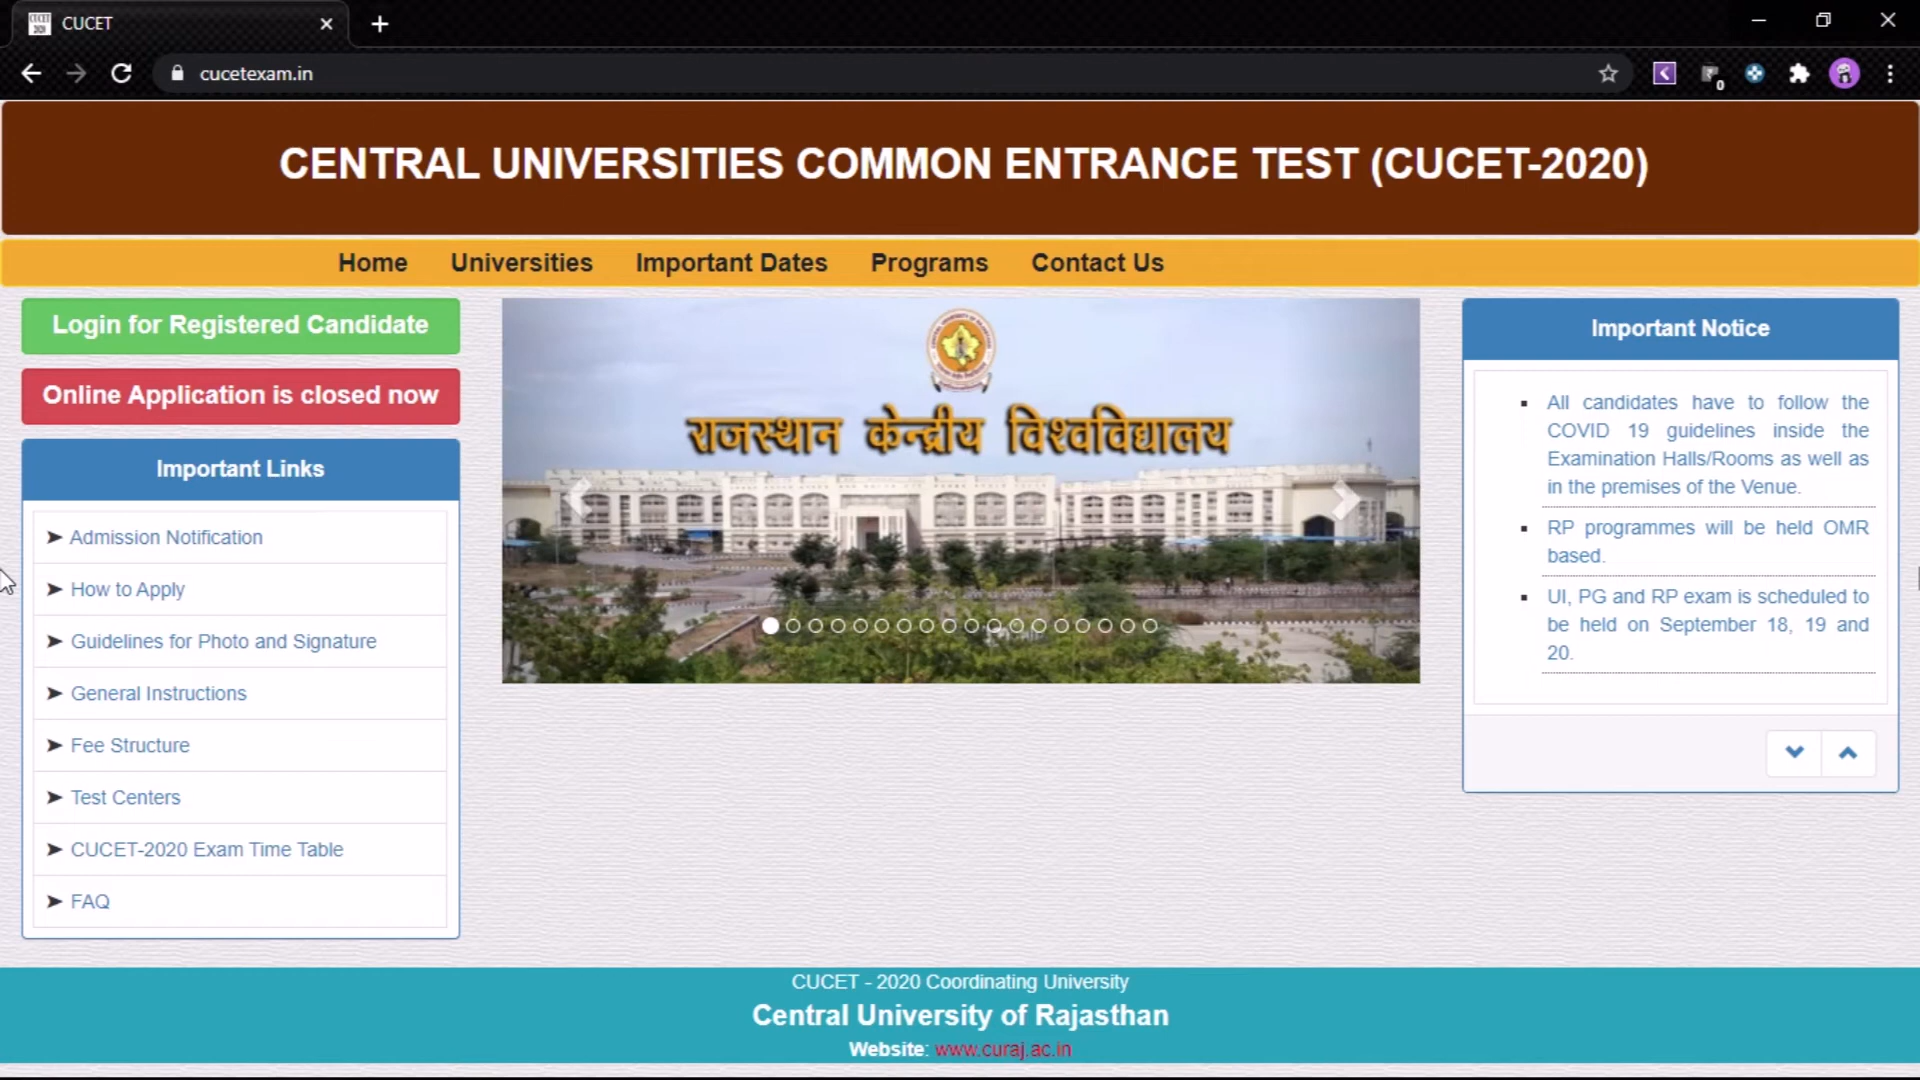 CUCET
cucetexam.in
0
CENTRAL UNIVERSITIES COMMON ENTRANCE TEST (CUCET-2020)
Home Universities Important Dates Programs Contact Us
Login for Registered Candidate
Online Application is closed now
Important Links
➤ Admission Notification
➤ How to Apply
➤ Guidelines for Photo and Signature
➤ General Instructions
➤ Fee Structure
➤ Test Centers
➤ CUCET-2020 Exam Time Table
➤ FAQ
राजस्थान केन्द्रीय विश्वविद्यालय
Important Notice
▪ All candidates have to follow the
COVID 19 guidelines inside the
Examination Halls/Rooms as well as
in the premises of the Venue.
▪ RP programmes will be held OMR
based.
▪ UI, PG and RP exam is scheduled to
be held on September 18, 19 and
20.
CUCET - 2020 Coordinating University
Central University of Rajasthan
Website: www.curaj.ac.in